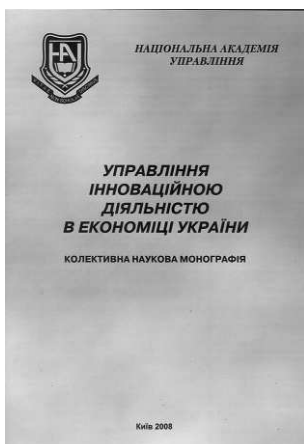 НАЦІОНАЛЬНА АКАДЕМІЯ
УПРАВЛІННЯ
УПРАВЛІННЯ
ІННОВАЦІЙНОЮ
ДІЯЛЬНІСТЮ
В ЕКОНОМІЦІ УКРАЇНИ
КОЛЕКТИВНА НАУКОВА МОНОГРАФІЯ
Київ 2008